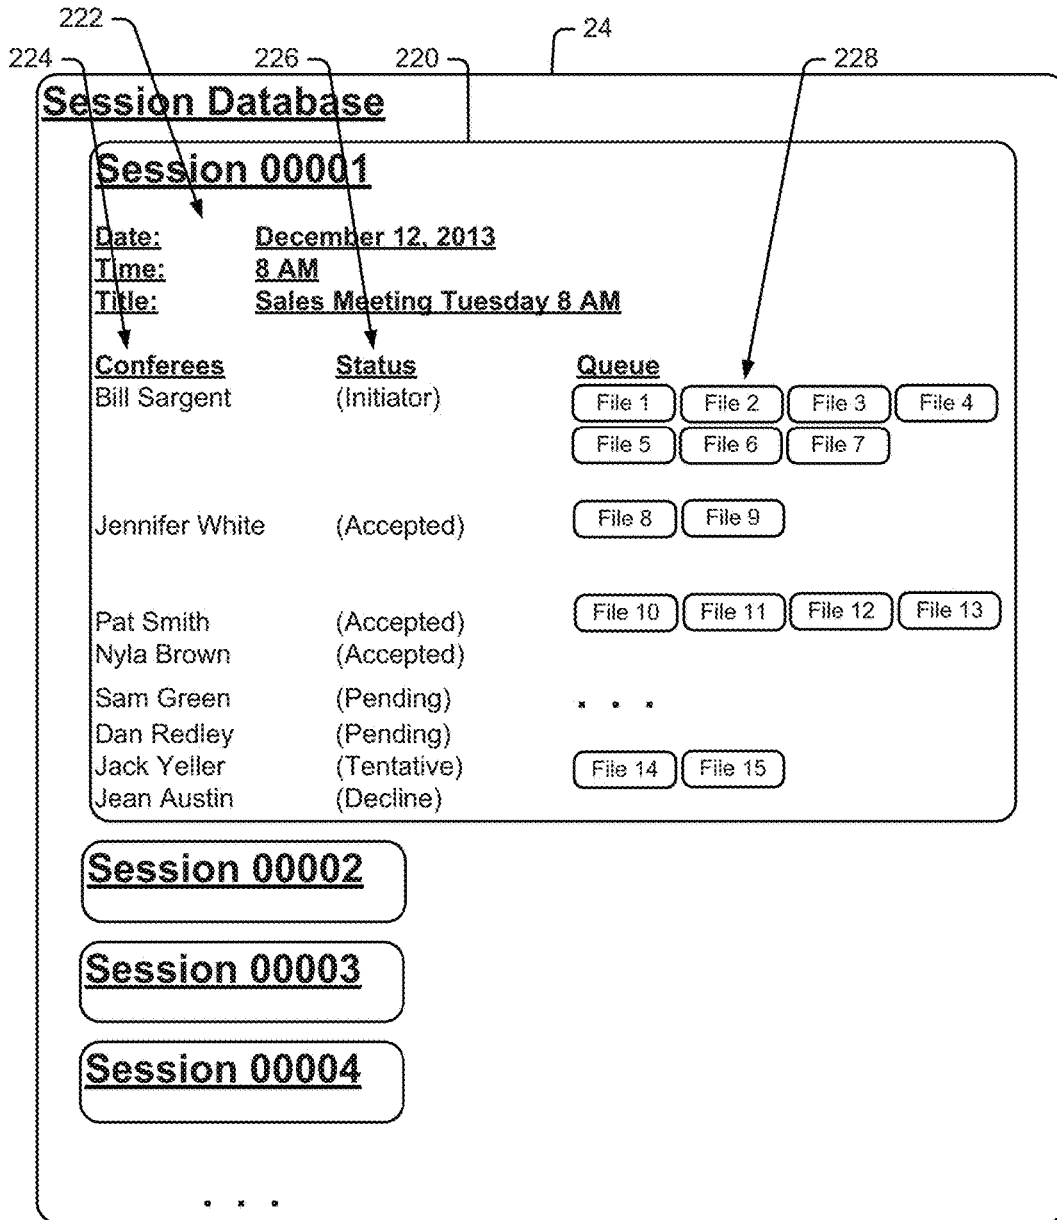 222
24
224
226
220
228
Session Database
Session 00001
Date: December 12, 2013
Time: 8 AM
Title: Sales Meeting Tuesday 8 AM
Conferees Status Queue
Bill Sargent (Initiator) File 1 File 2 File 3 File 4
File 5 File 6 File 7
Jennifer White (Accepted) File 8 File 9
Pat Smith (Accepted) File 10 File 11 File 12 File 13
Nyla Brown (Accepted)
Sam Green (Pending) . . .
Dan Redley (Pending)
Jack Yeller (Tentative) File 14 File 15
Jean Austin (Decline)
Session 00002
Session 00003
Session 00004
. . .